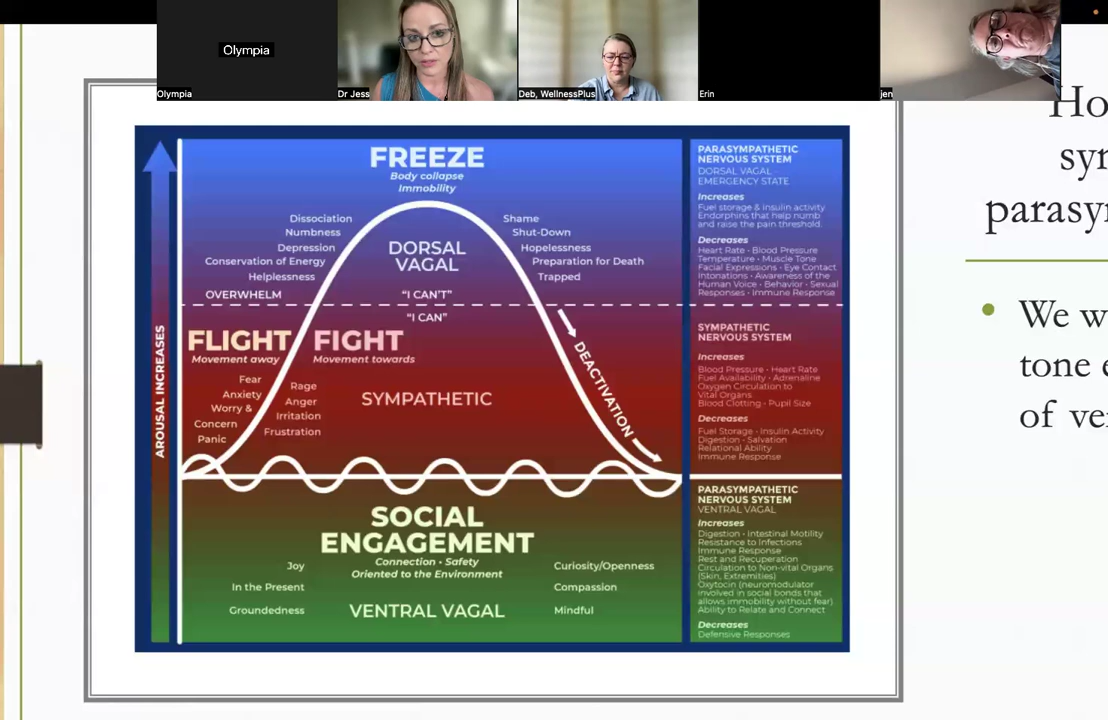 Olympia
Olympia
Dr Jess
Deb, WellnessPlus
Erin
jen
FREEZE
Body collapse
Immobility
Dissociation
Numbness
Depression
Conservation of Energy
Helplessness
OVERWHELM
DORSAL
VAGAL
"I CAN'T"
"I CAN"
Shame
Shut-Down
Hopelessness
Preparation for Death
Trapped
AROUSAL INCREASES
FLIGHT
Movement away
FIGHT
Movement towards
Fear
Anxiety
Worry &
Concern
Panic
Rage
Anger
Irritation
Frustration
SYMPATHETIC
DEACTIVATION
SOCIAL
ENGAGEMENT
Connection • Safety
Oriented to the Environment
Joy
In the Present
Groundedness
VENTRAL VAGAL
Curiosity/Openness
Compassion
Mindful
PARASYMPATHETIC
NERVOUS SYSTEM
DORSAL VAGAL -
EMERGENCY STATE
Increases
Fuel storage & insulin activity
Endorphins that help numb
and raise the pain threshold.
Decreases
Heart Rate • Blood Pressure
Temperature • Muscle Tone
Facial Expressions • Eye Contact
Intonations • Awareness of the
Human Voice • Behavior • Sexual
Responses • Immune Response
SYMPATHETIC
NERVOUS SYSTEM
Increases
Blood Pressure • Heart Rate
Fuel Availability • Adrenaline
Oxygen Circulation to
Vital Organs
Blood Clotting • Pupil Size
Decreases
Fuel Storage • Insulin Activity
Digestion • Salvation
Relational Ability
Immune Response
PARASYMPATHETIC
NERVOUS SYSTEM
VENTRAL VAGAL
Increases
Digestion • Intestinal Motility
Resistance to Infections
Immune Response
Rest and Recuperation
Circulation to Non-vital Organs
(Skin, Extremities)
Oxytocin (neuromodulator
involved in social bonds that
allows immobility without fear)
Ability to Relate and Connect
Decreases
Defensive Responses
Ho
sym
parasym
• We w
tone e
of ve